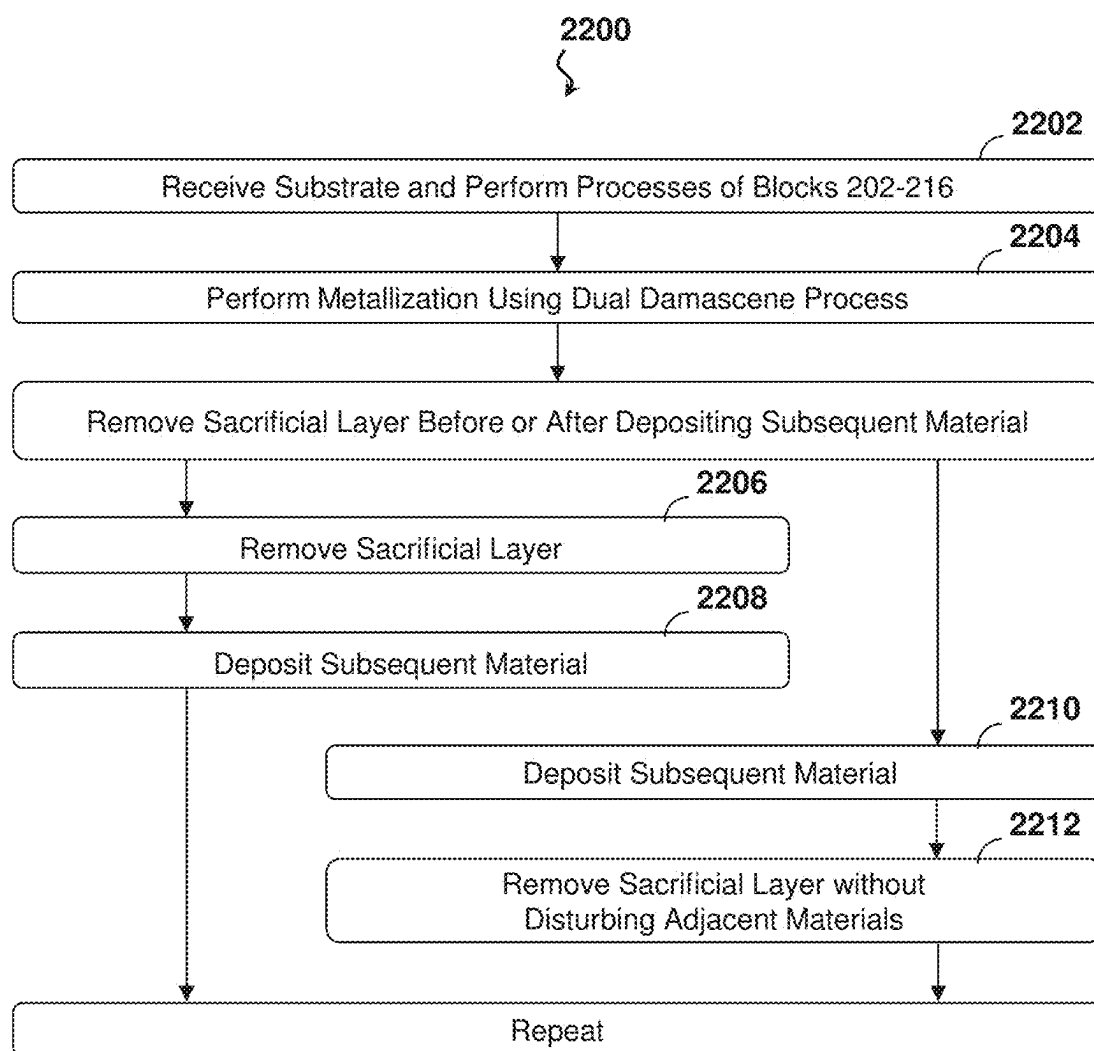 2200
2202
Receive Substrate and Perform Processes of Blocks 202-216
2204
Perform Metallization Using Dual Damascene Process
Remove Sacrificial Layer Before or After Depositing Subsequent Material
2206
Remove Sacrificial Layer
2208
Deposit Subsequent Material
2210
Deposit Subsequent Material
2212
Remove Sacrificial Layer without
Disturbing Adjacent Materials
Repeat